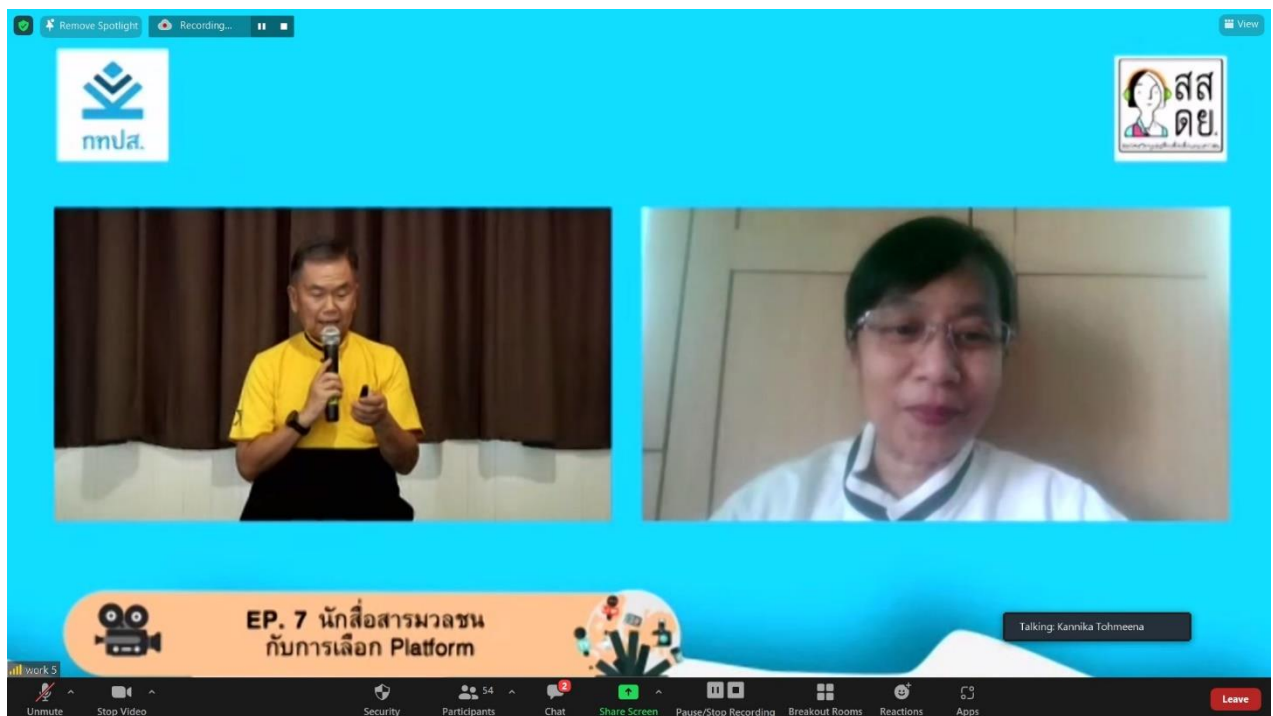 Remove Spotlight
Recording...
View
กทปส.
สส
ดย.
EP. 7 นักสื่อสารมวลชน
กับการเลือก Platform
Talking: Kannika Tohmeena
work 5
Unmute
Stop Video
Security
54
Participants
2
Chat
Share Screen
Pause/Stop Recording
Breakout Rooms
Reactions
Apps
Leave